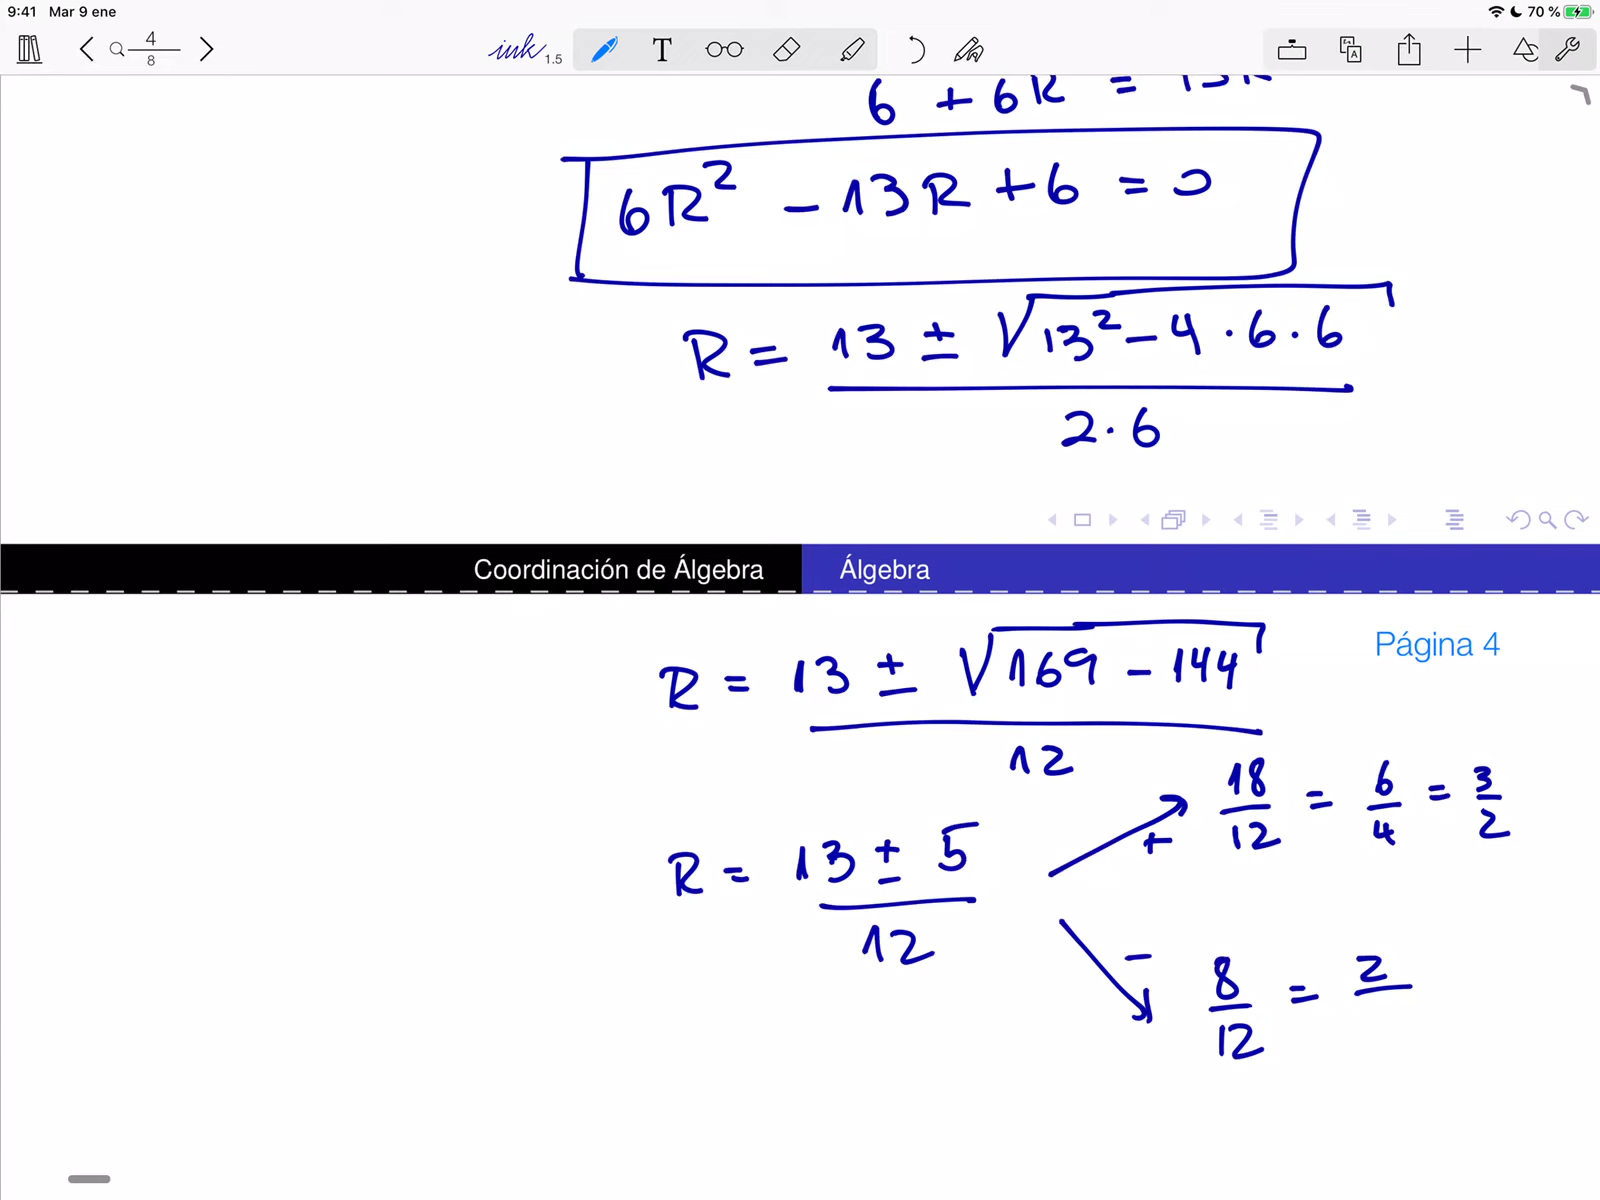 9:41 Mar 9 ene 70 %
4
8
ink 1.5 T
6 + 6R = 13R
6R² - 13R + 6 = 0
R = (13 ± √(13² - 4 · 6 · 6)) / (2 · 6)
Coordinación de Álgebra Álgebra
Página 4
R = (13 ± √(169 - 144)) / 12
R = (13 ± 5) / 12
+ 18/12 = 6/4 = 3/2
- 8/12 = 2/